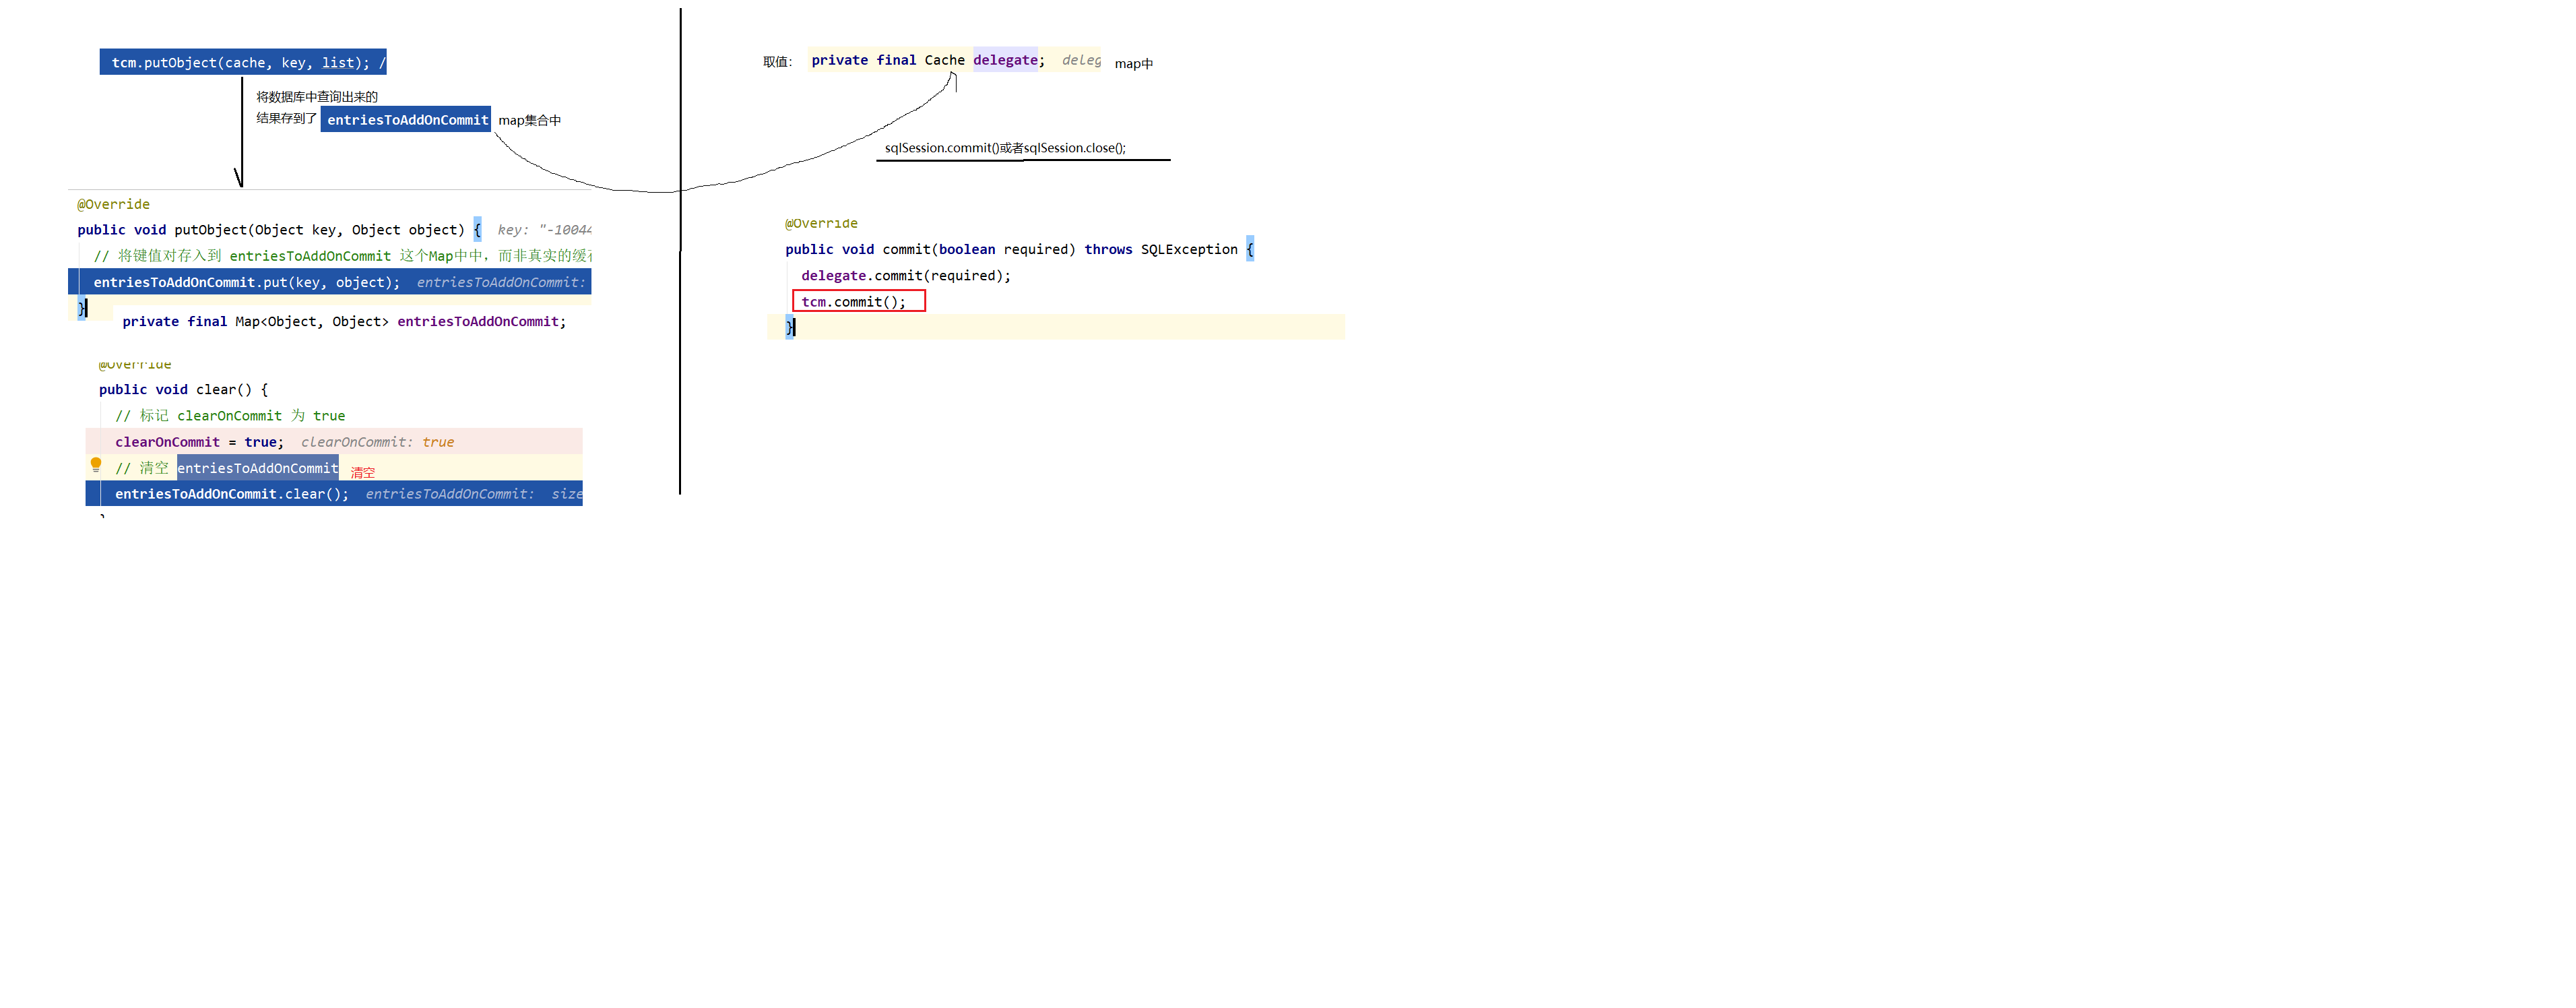 tcm.putObject(cache, key, list); /
将数据库中查询出来的
结果存到了 entriesToAddOnCommit map集合中
@Override
public void putObject(Object key, Object object) { key: "-10044
// 将键值对存入到 entriesToAddOnCommit 这个Map中中，而非真实的缓存
entriesToAddOnCommit.put(key, object); entriesToAddOnCommit:
}
private final Map<Object, Object> entriesToAddOnCommit;
@Override
public void clear() {
// 标记 clearOnCommit 为 true
clearOnCommit = true; clearOnCommit: true
// 清空 entriesToAddOnCommit 清空
entriesToAddOnCommit.clear(); entriesToAddOnCommit: size
取值： private final Cache delegate; deleg map中
sqlSession.commit()或者sqlSession.close();
@Override
public void commit(boolean required) throws SQLException {
delegate.commit(required);
tcm.commit();
}